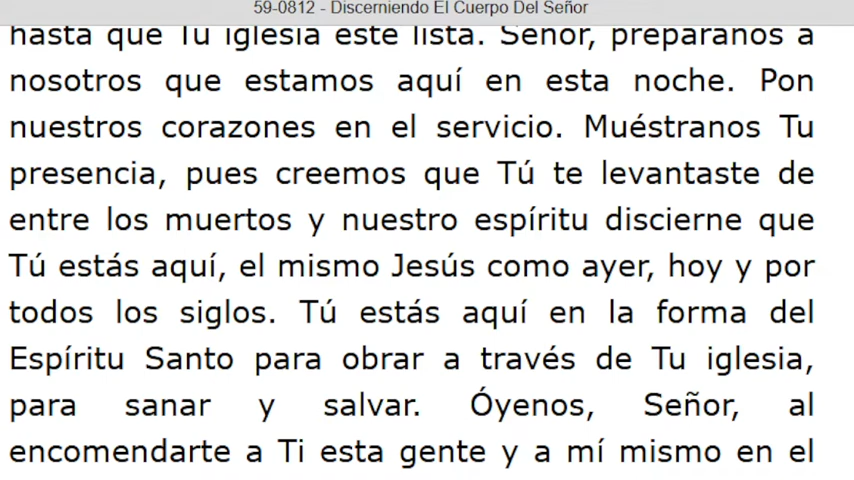 59-0812 - Discerniendo El Cuerpo Del Señor
hasta que Tu iglesia esté lista. Señor, prepáranos a
nosotros que estamos aquí en esta noche. Pon
nuestros corazones en el servicio. Muéstranos Tu
presencia, pues creemos que Tú te levantaste de
entre los muertos y nuestro espíritu discierne que
Tú estás aquí, el mismo Jesús como ayer, hoy y por
todos los siglos. Tú estás aquí en la forma del
Espíritu Santo para obrar a través de Tu iglesia,
para sanar y salvar. Óyenos, Señor, al
encomendarte a Ti esta gente y a mí mismo en el